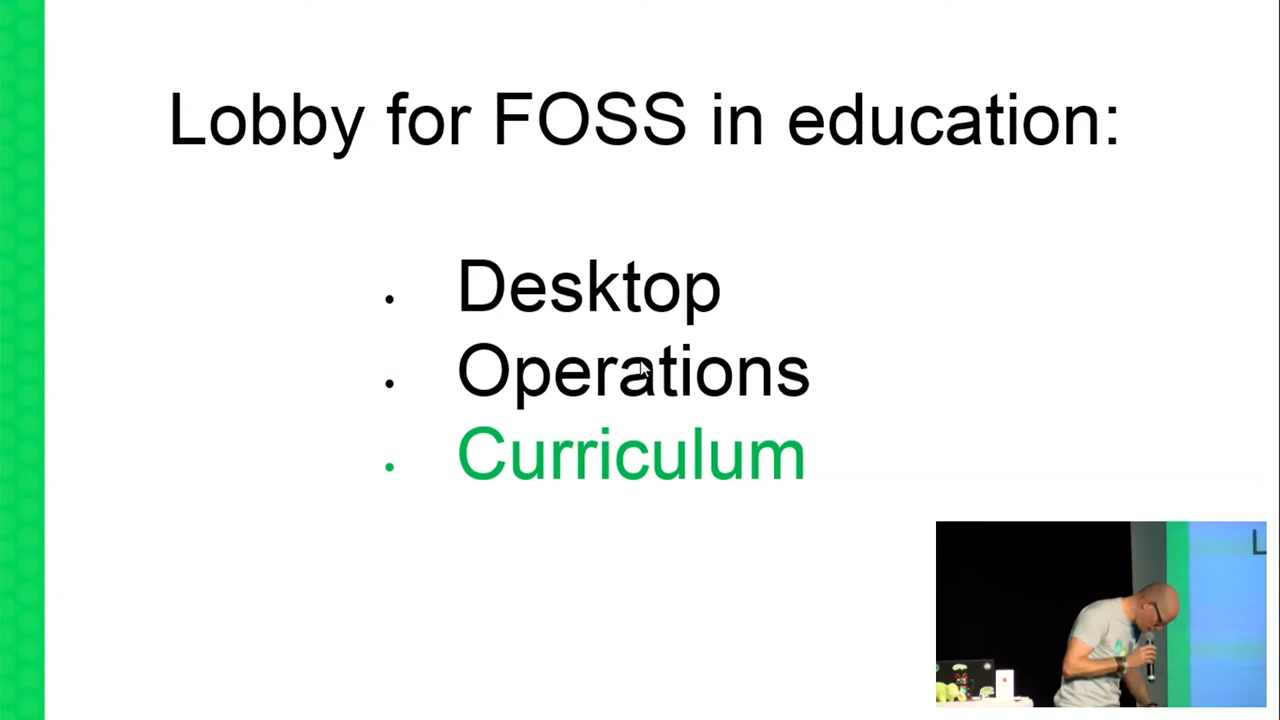 Lobby for FOSS in education:
• Desktop
• Operations
• Curriculum
L